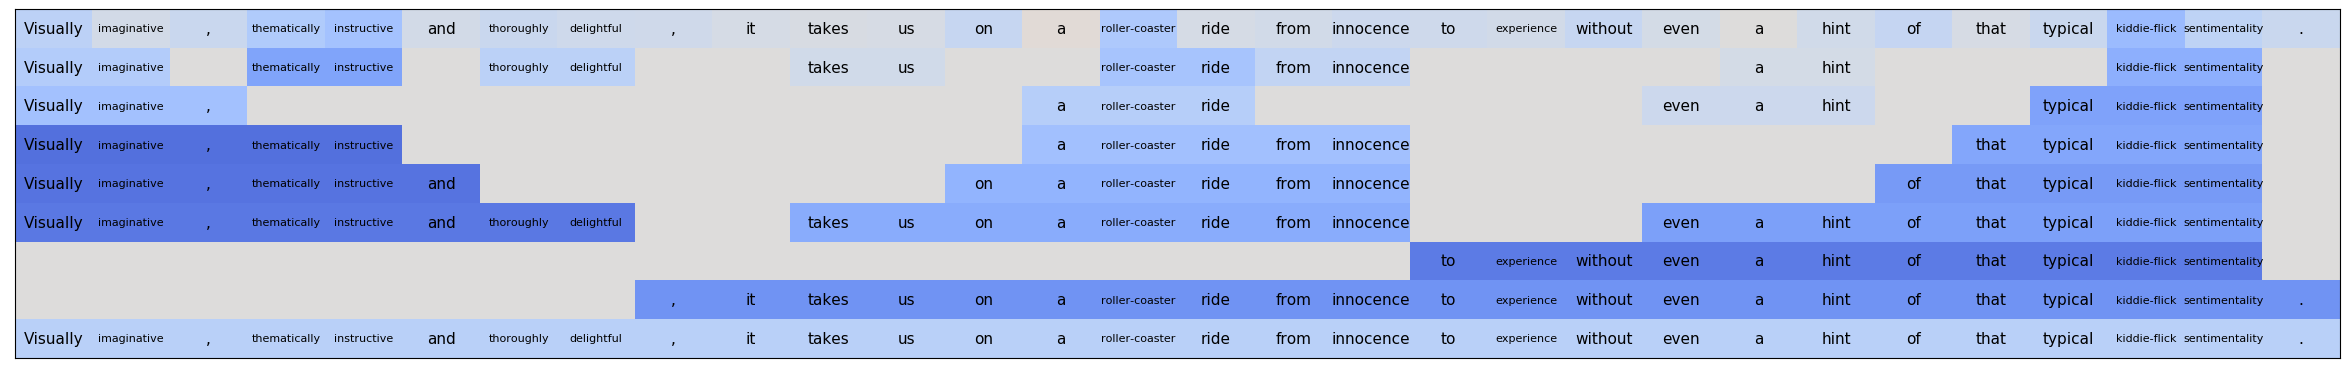 Visually imaginative , thematically instructive and thoroughly delightful , it takes us on a roller-coaster ride from innocence to experience without even a hint of that typical kiddie-flick sentimentality .
Visually imaginative thematically instructive thoroughly delightful takes us roller-coaster ride from innocence a hint kiddie-flick sentimentality
Visually imaginative , a roller-coaster ride even a hint typical kiddie-flick sentimentality
Visually imaginative , thematically instructive a roller-coaster ride from innocence that typical kiddie-flick sentimentality
Visually imaginative , thematically instructive and on a roller-coaster ride from innocence of that typical kiddie-flick sentimentality
Visually imaginative , thematically instructive and thoroughly delightful takes us on a roller-coaster ride from innocence even a hint of that typical kiddie-flick sentimentality
to experience without even a hint of that typical kiddie-flick sentimentality
, it takes us on a roller-coaster ride from innocence to experience without even a hint of that typical kiddie-flick sentimentality .
Visually imaginative , thematically instructive and thoroughly delightful , it takes us on a roller-coaster ride from innocence to experience without even a hint of that typical kiddie-flick sentimentality .